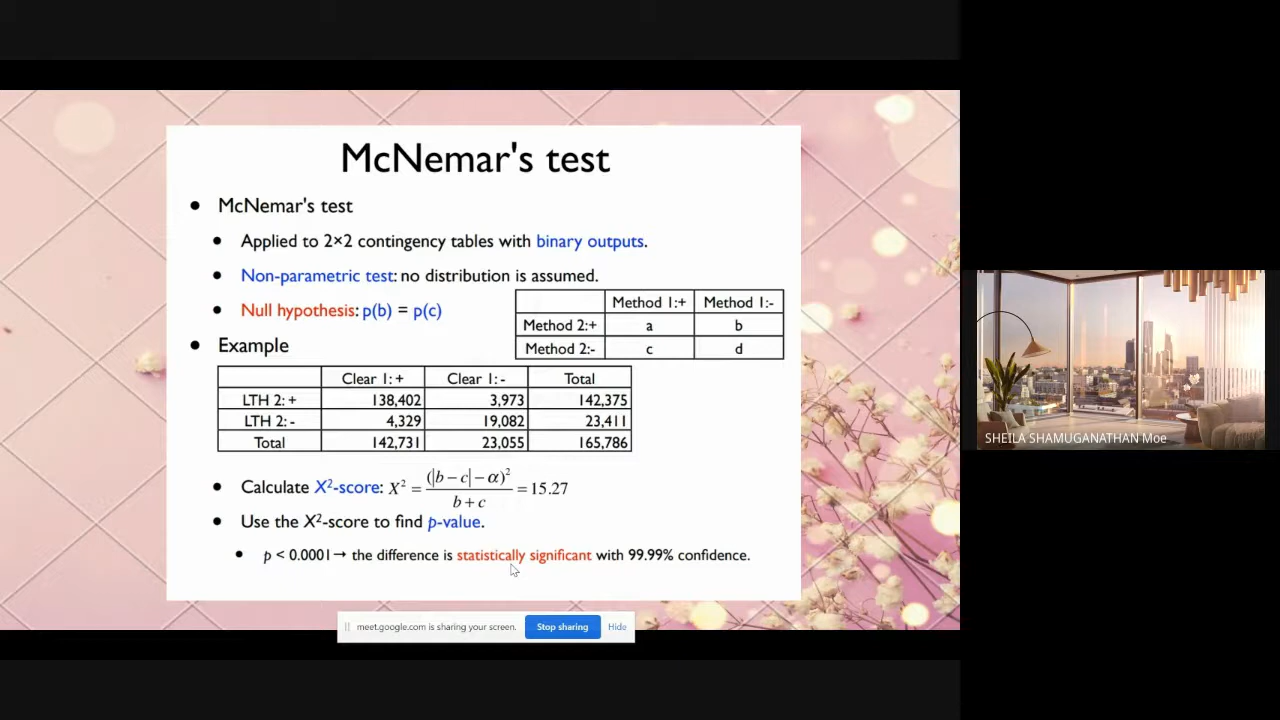 McNemar's test
● McNemar's test
● Applied to 2×2 contingency tables with binary outputs.
● Non-parametric test: no distribution is assumed.
● Null hypothesis: p(b) = p(c)
Method 1:+ Method 1:-
Method 2:+ a b
Method 2:- c d
● Example
Clear 1: + Clear 1: - Total
LTH 2: + 138,402 3,973 142,375
LTH 2: - 4,329 19,082 23,411
Total 142,731 23,055 165,786
● Calculate X²-score: X² = (|b − c| − α)² / b + c = 15.27
● Use the X²-score to find p-value.
● p < 0.0001→ the difference is statistically significant with 99.99% confidence.
meet.google.com is sharing your screen. Stop sharing Hide
SHEILA SHAMUGANATHAN Moe